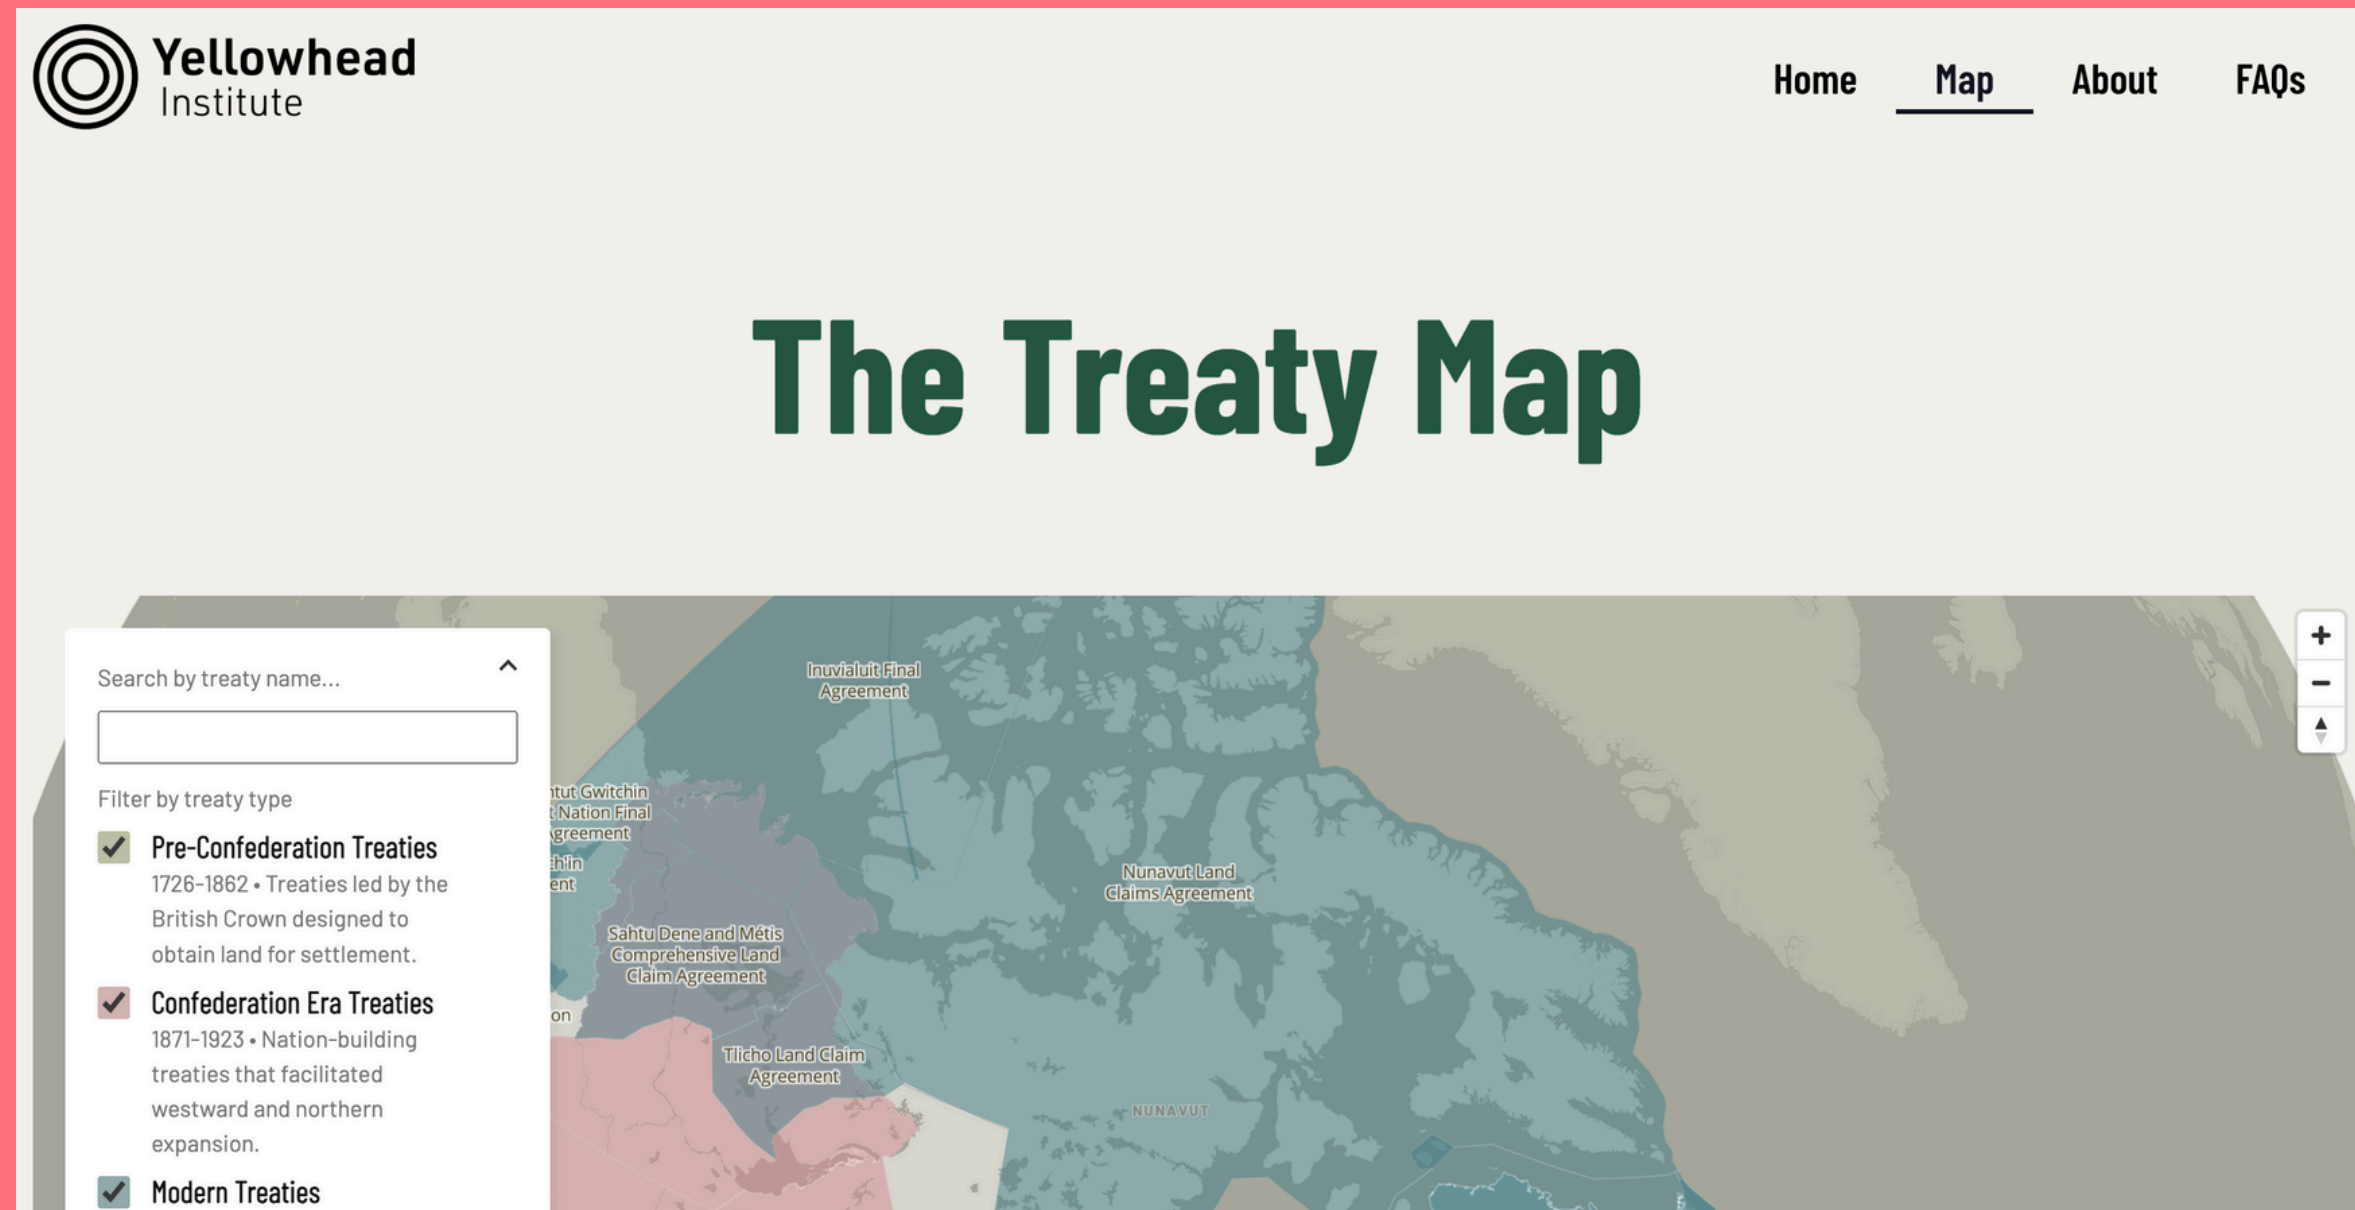 Yellowhead
Institute
Home Map About FAQs
The Treaty Map
Search by treaty name...
Filter by treaty type
Pre-Confederation Treaties
1726-1862 • Treaties led by the
British Crown designed to
obtain land for settlement.
Confederation Era Treaties
1871-1923 • Nation-building
treaties that facilitated
westward and northern
expansion.
Modern Treaties
Inuvialuit Final
Agreement
Gwitchin
Nation Final
Agreement
Sahtu Dene and Métis
Comprehensive Land
Claim Agreement
Tlicho Land Claim
Agreement
Nunavut Land
Claims Agreement
NUNAVUT